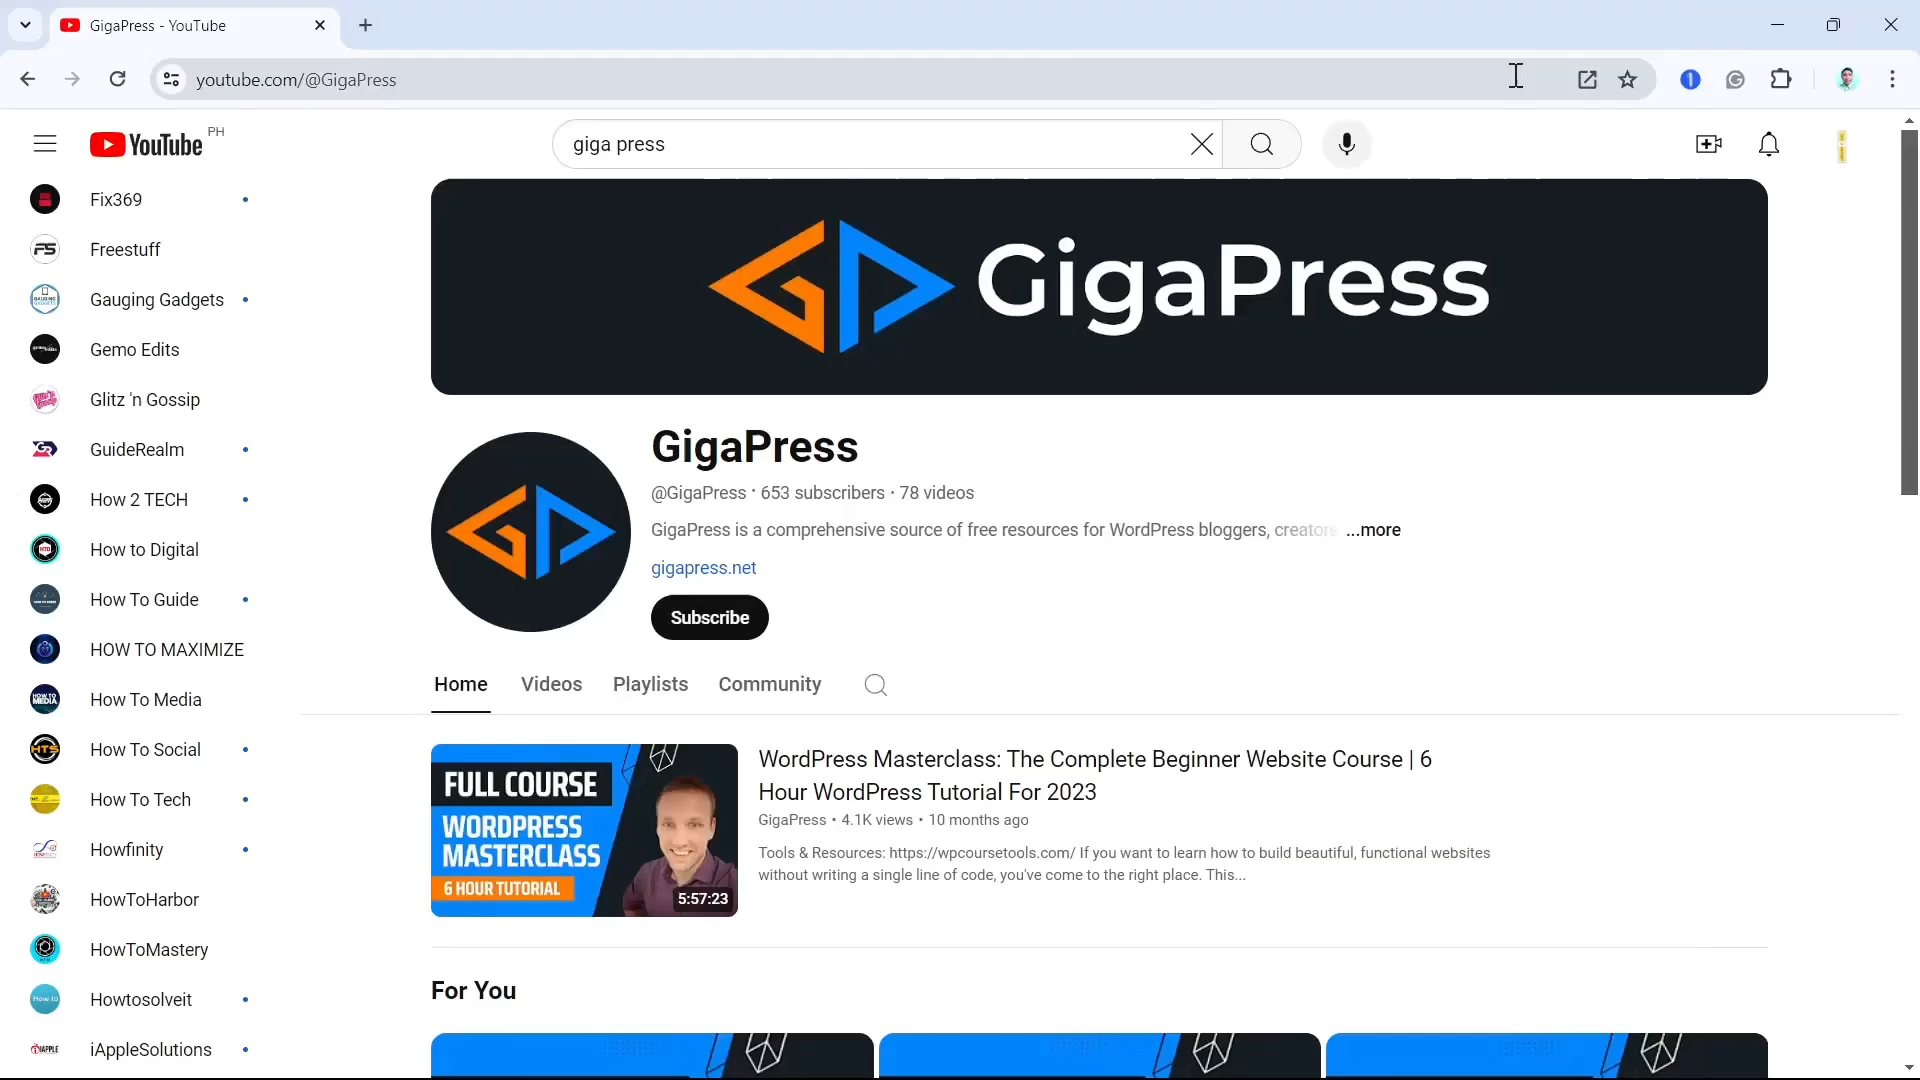 GigaPress - YouTube
youtube.com/@GigaPress
YouTube PH
giga press
Fix369
Freestuff
Gauging Gadgets
Gemo Edits
Glitz 'n Gossip
GuideRealm
How 2 TECH
How to Digital
How To Guide
HOW TO MAXIMIZE
How To Media
How To Social
How To Tech
Howfinity
HowToHarbor
HowToMastery
Howtosolveit
iAppleSolutions
GigaPress
GigaPress
@GigaPress • 653 subscribers • 78 videos
GigaPress is a comprehensive source of free resources for WordPress bloggers, creators ...more
gigapress.net
Subscribe
Home Videos Playlists Community
FULL COURSE
WORDPRESS
MASTERCLASS
6 HOUR TUTORIAL
5:57:23
WordPress Masterclass: The Complete Beginner Website Course | 6
Hour WordPress Tutorial For 2023
GigaPress • 4.1K views • 10 months ago
Tools & Resources: https://wpcoursetools.com/ If you want to learn how to build beautiful, functional websites
without writing a single line of code, you've come to the right place. This...
For You